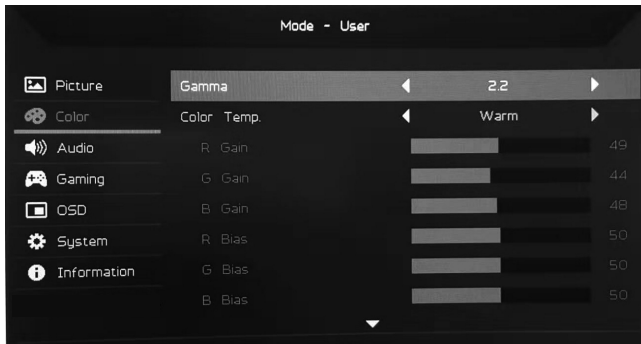 Mode - User
Picture
Color
Audio
Gaming
OSD
System
Information
Gamma 2.2
Color Temp. Warm
R Gain 49
G Gain 44
B Gain 48
R Bias 50
G Bias 50
B Bias 50